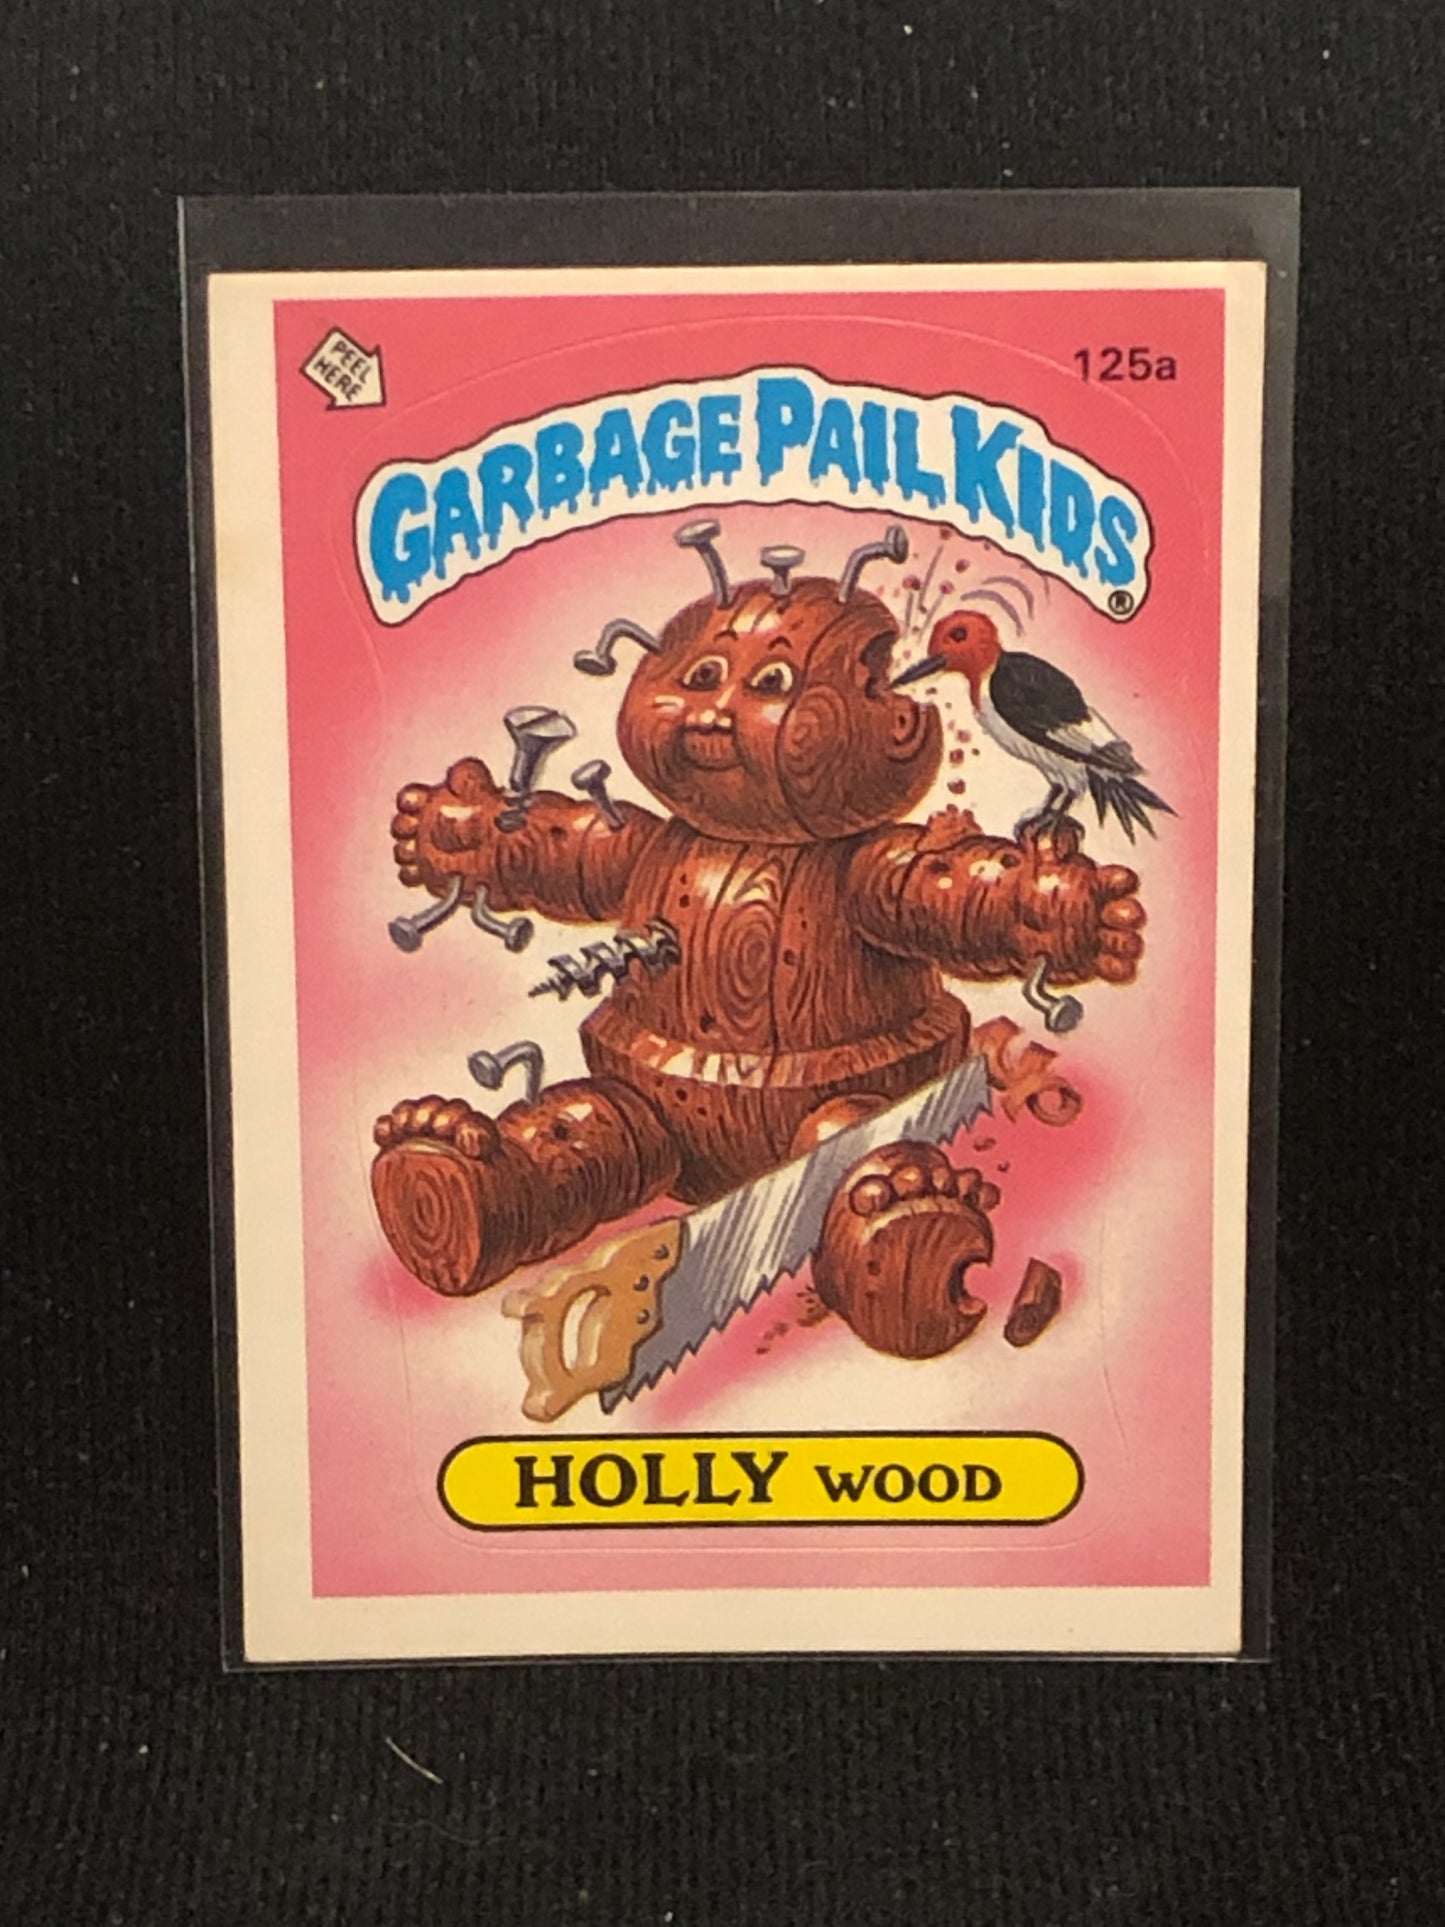 PEEL
HERE
125a
GARBAGE PAIL KIDS
®
HOLLY WOOD